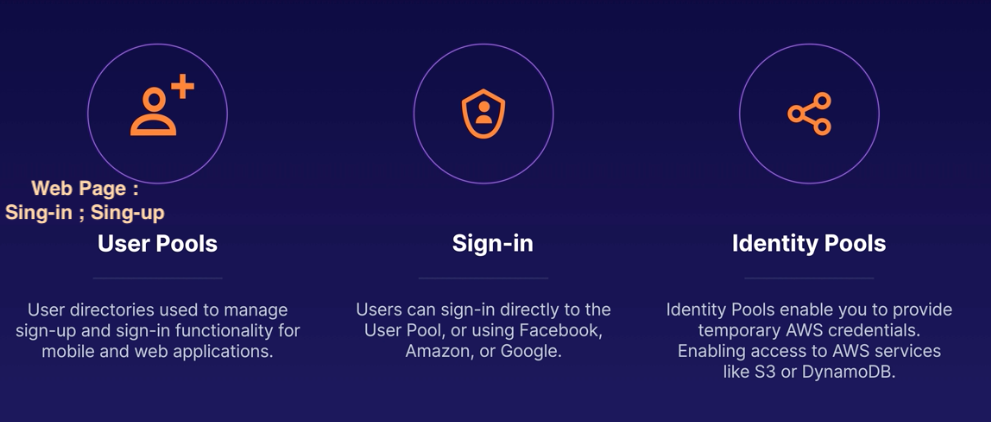 Web Page :
Sing-in ; Sing-up
User Pools
User directories used to manage
sign-up and sign-in functionality for
mobile and web applications.
Sign-in
Users can sign-in directly to the
User Pool, or using Facebook,
Amazon, or Google.
Identity Pools
Identity Pools enable you to provide
temporary AWS credentials.
Enabling access to AWS services
like S3 or DynamoDB.